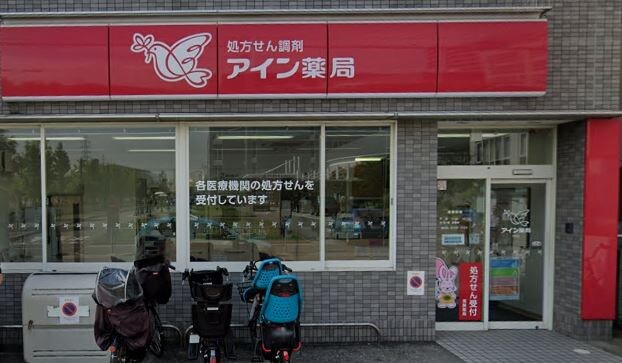 処方せん調剤
アイン薬局
各医療機関の処方せんを
受付しています
アイン薬局
処方せん受付